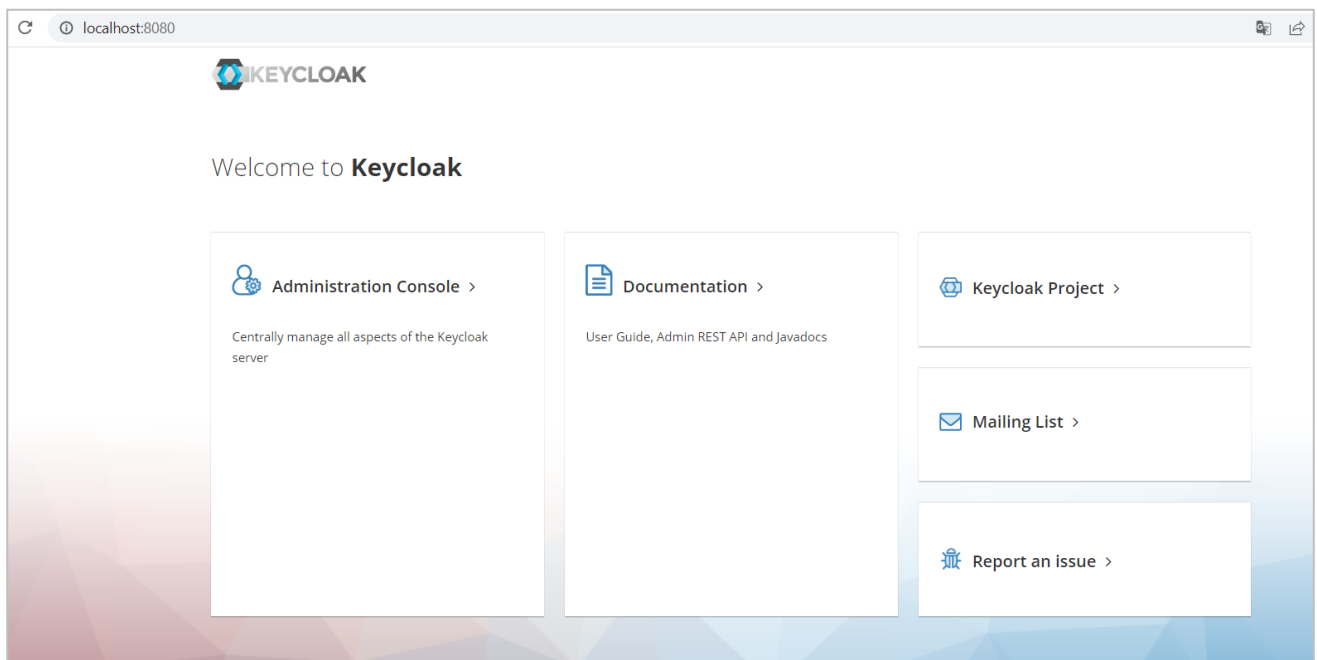 localhost:8080
KEYCLOAK
Welcome to Keycloak
Administration Console >
Centrally manage all aspects of the Keycloak
server
Documentation >
User Guide, Admin REST API and Javadocs
Keycloak Project >
Mailing List >
Report an issue >